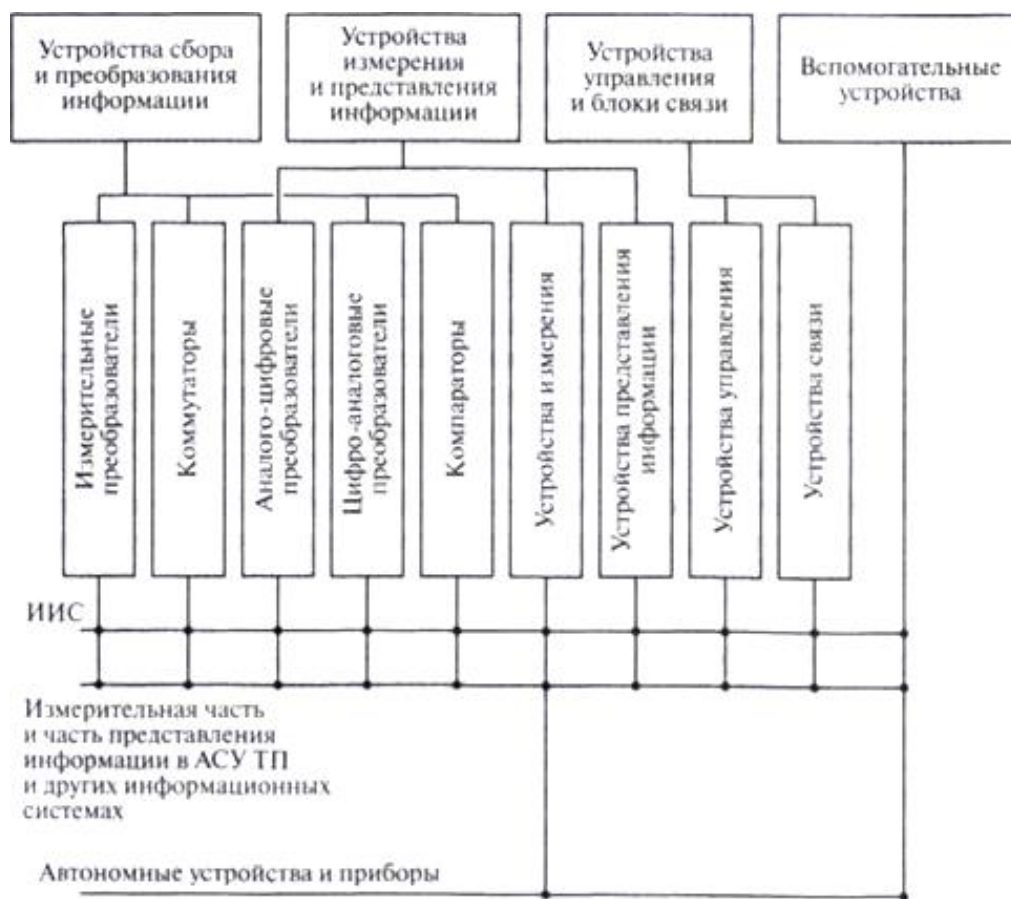 Устройства сбора
и преобразования
информации
Устройства
измерения
и представления
информации
Устройства
управления
и блоки связи
Вспомогательные
устройства
Измерительные
преобразователи
Коммутаторы
Аналого-цифровые
преобразователи
Цифро-аналоговые
преобразователи
Компараторы
Устройства измерения
Устройства представления
информации
Устройства управления
Устройства связи
ИИС
Измерительная часть
и часть представления
информации в АСУ ТП
и других информационных
системах
Автономные устройства и приборы